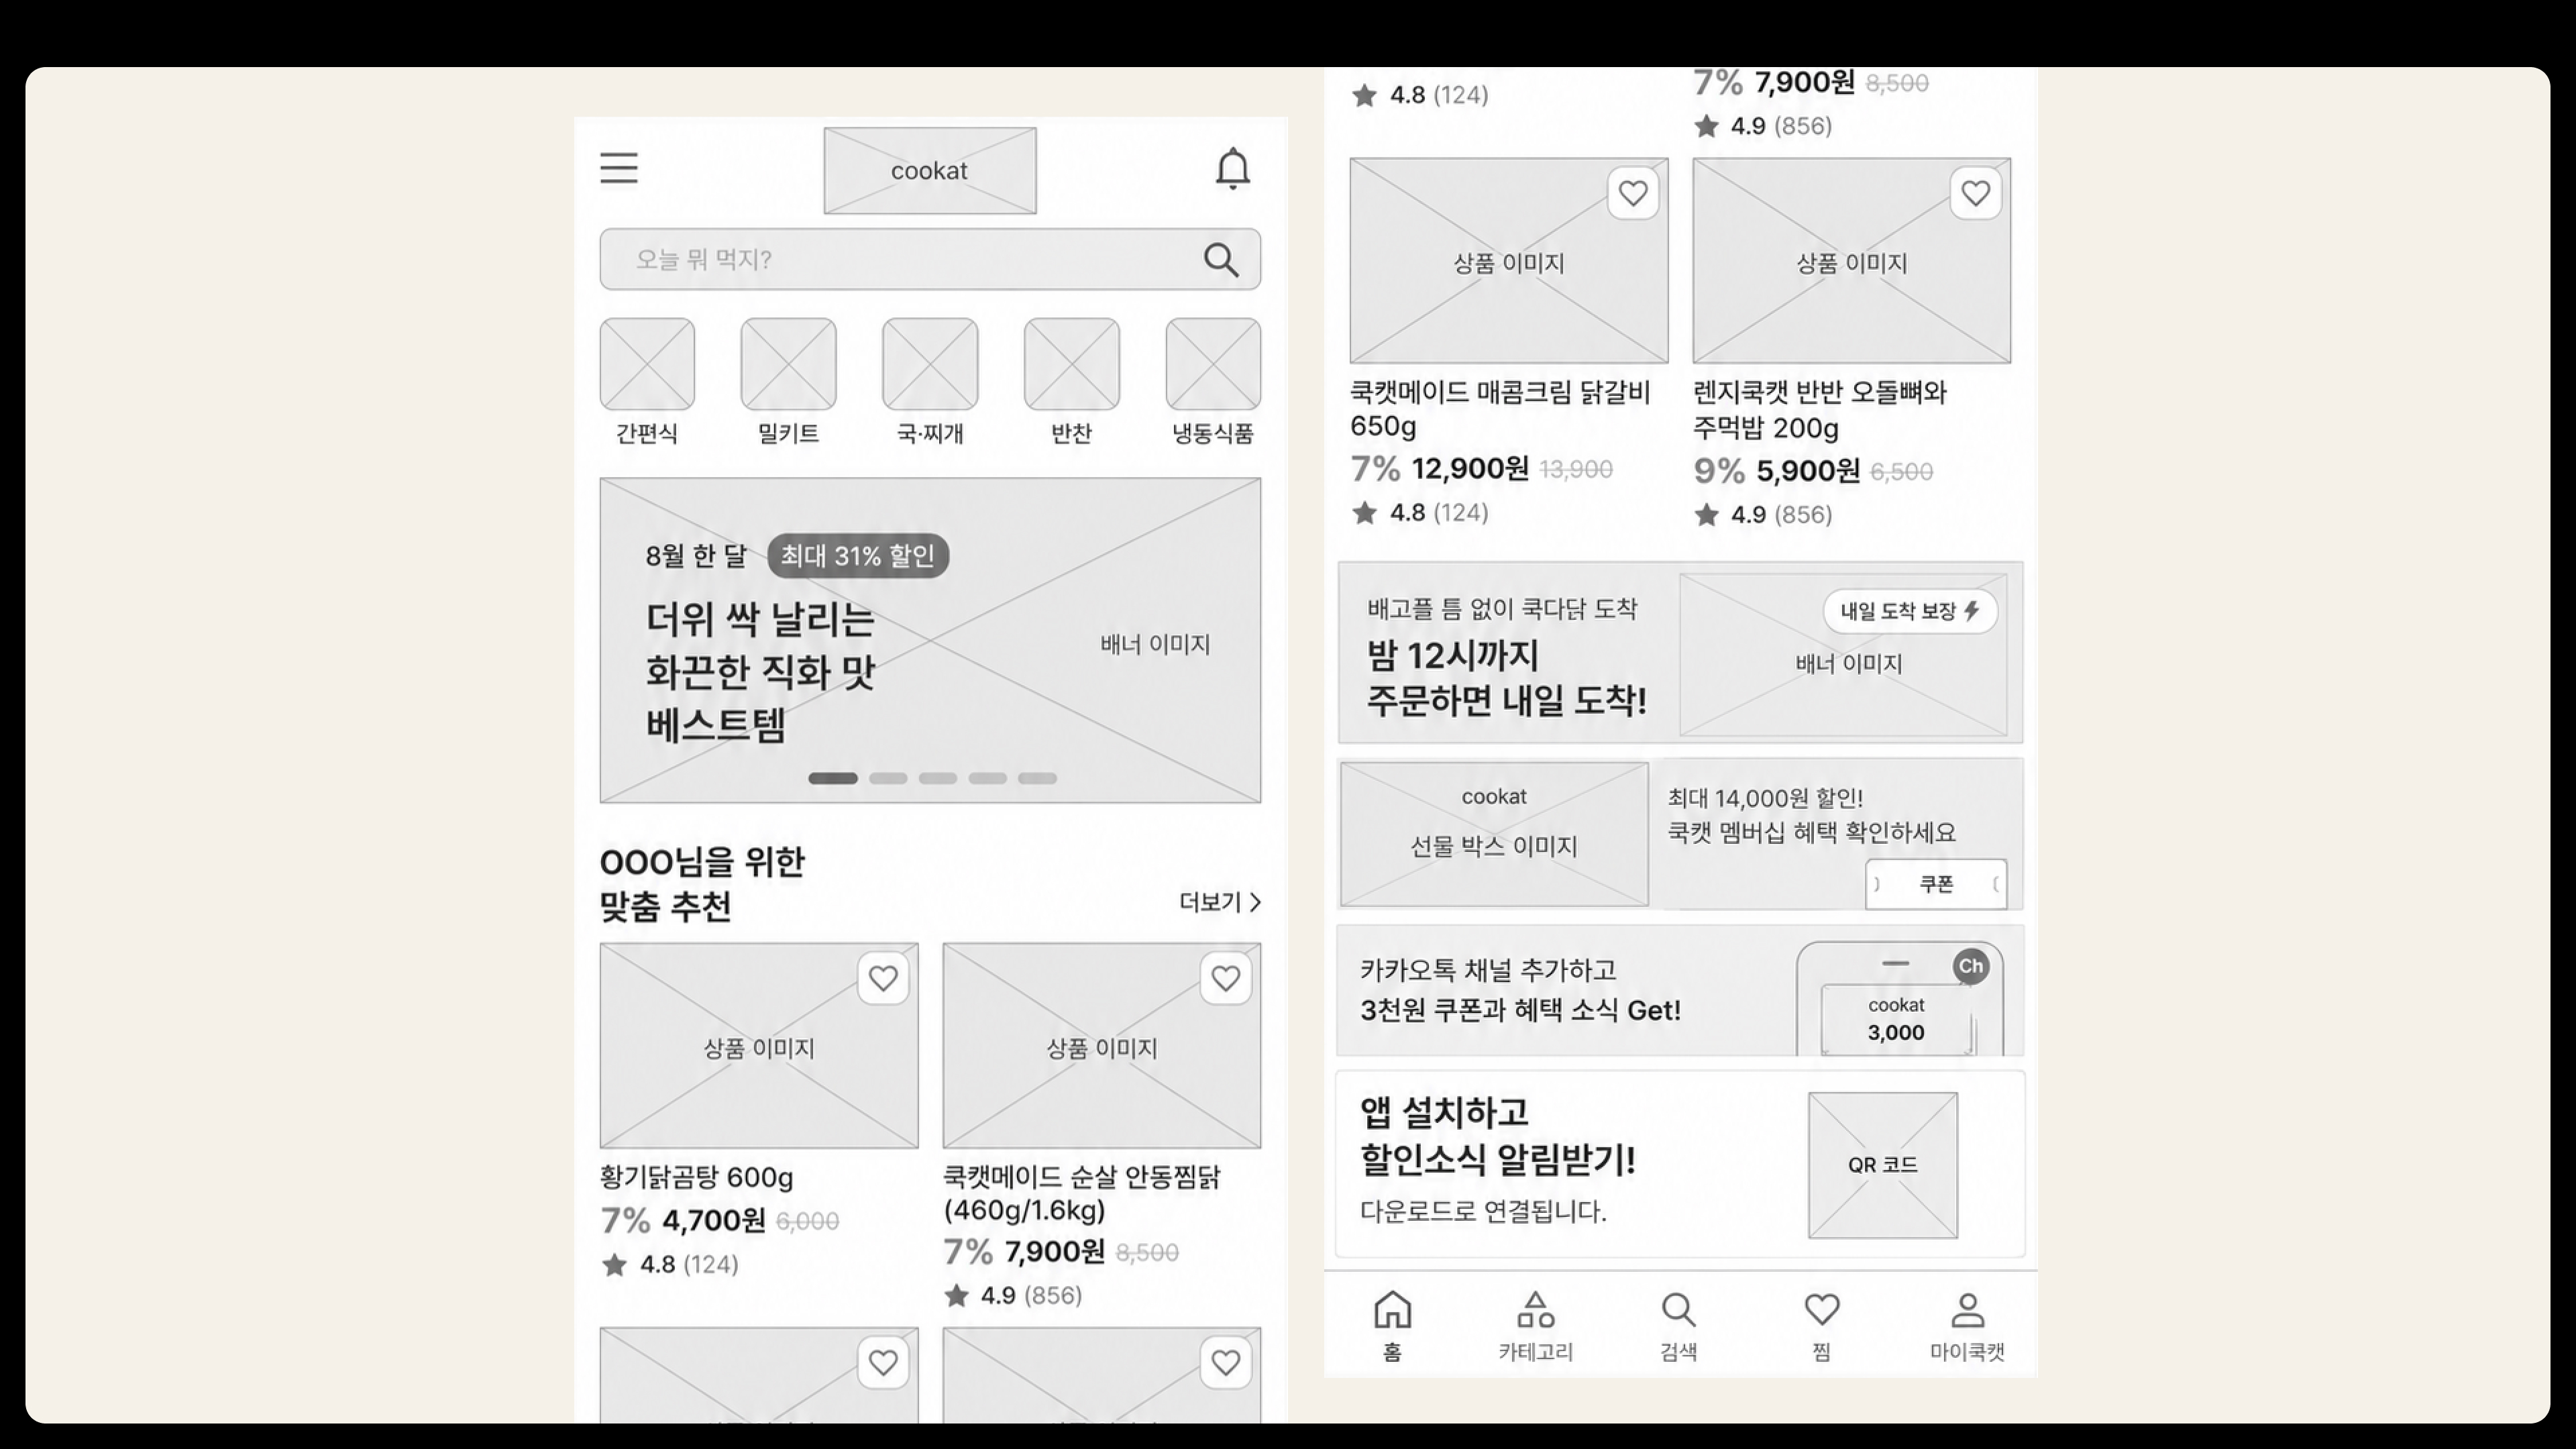 cookat
오늘 뭐 먹지?
간편식
밀키트
국·찌개
반찬
냉동식품
8월 한 달 최대 31% 할인
더위 싹 날리는
화끈한 직화 맛
베스트템
배너 이미지
OOO님을 위한
맞춤 추천
더보기 >
상품 이미지
황기닭곰탕 600g
7% 4,700원 6,000
★ 4.8 (124)
상품 이미지
쿡캣메이드 순살 안동찜닭
(460g/1.6kg)
7% 7,900원 8,500
★ 4.9 (856)
★ 4.8 (124)
7% 7,900원 8,500
★ 4.9 (856)
상품 이미지
쿡캣메이드 매콤크림 닭갈비
650g
7% 12,900원 13,900
★ 4.8 (124)
상품 이미지
렌지쿡캣 반반 오돌뼈와
주먹밥 200g
9% 5,900원 6,500
★ 4.9 (856)
배고플 틈 없이 쿡다닭 도착
밤 12시까지
주문하면 내일 도착!
내일 도착 보장
배너 이미지
cookat
선물 박스 이미지
최대 14,000원 할인!
쿡캣 멤버십 혜택 확인하세요
쿠폰
카카오톡 채널 추가하고
3천원 쿠폰과 혜택 소식 Get!
Ch
cookat
3,000
앱 설치하고
할인소식 알림받기!
다운로드로 연결됩니다.
QR 코드
홈
카테고리
검색
찜
마이쿡캣